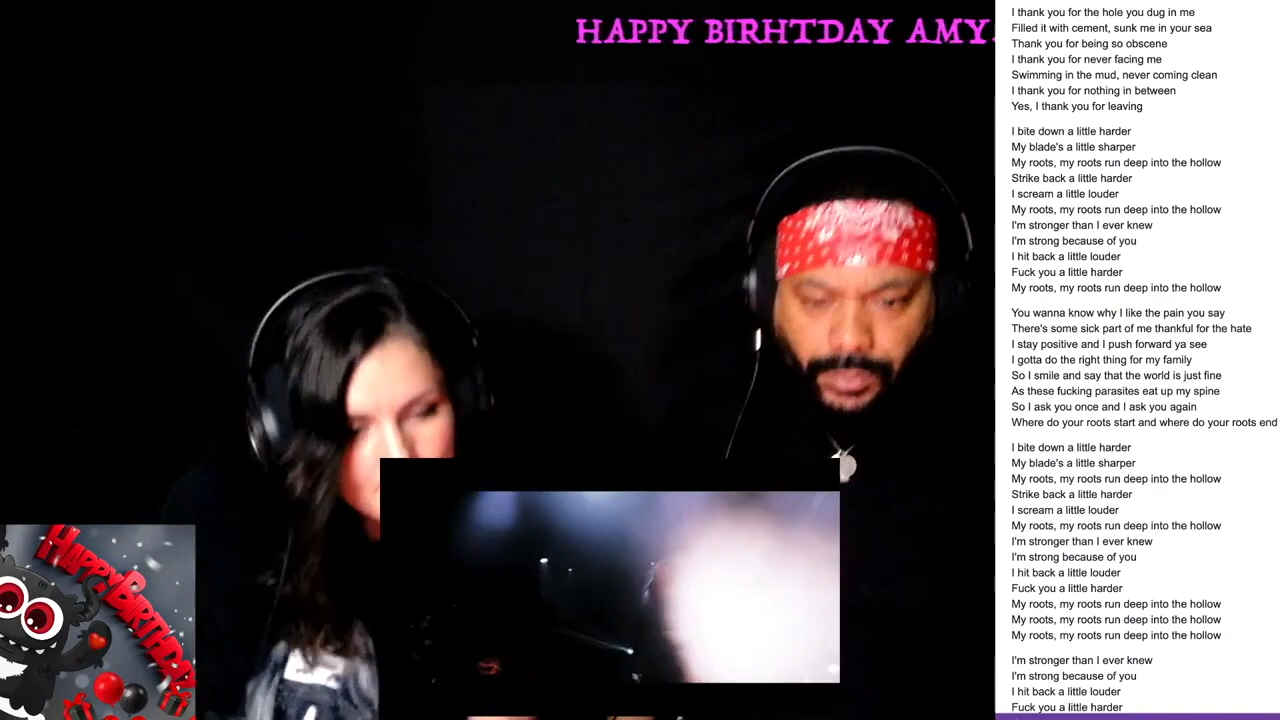 HAPPY BIRHTDAY AMY
I thank you for the hole you dug in me
Filled it with cement, sunk me in your sea
Thank you for being so obscene
I thank you for never facing me
Swimming in the mud, never coming clean
I thank you for nothing in between
Yes, I thank you for leaving
I bite down a little harder
My blade's a little sharper
My roots, my roots run deep into the hollow
Strike back a little harder
I scream a little louder
My roots, my roots run deep into the hollow
I'm stronger than I ever knew
I'm strong because of you
I hit back a little louder
Fuck you a little harder
My roots, my roots run deep into the hollow
You wanna know why I like the pain you say
There's some sick part of me thankful for the hate
I stay positive and I push forward ya see
I gotta do the right thing for my family
So I smile and say that the world is just fine
As these fucking parasites eat up my spine
So I ask you once and I ask you again
Where do your roots start and where do your roots end
I bite down a little harder
My blade's a little sharper
My roots, my roots run deep into the hollow
Strike back a little harder
I scream a little louder
My roots, my roots run deep into the hollow
I'm stronger than I ever knew
I'm strong because of you
I hit back a little louder
Fuck you a little harder
My roots, my roots run deep into the hollow
My roots, my roots run deep into the hollow
My roots, my roots run deep into the hollow
I'm stronger than I ever knew
I'm strong because of you
I hit back a little louder
Fuck you a little harder
Happy Birthday